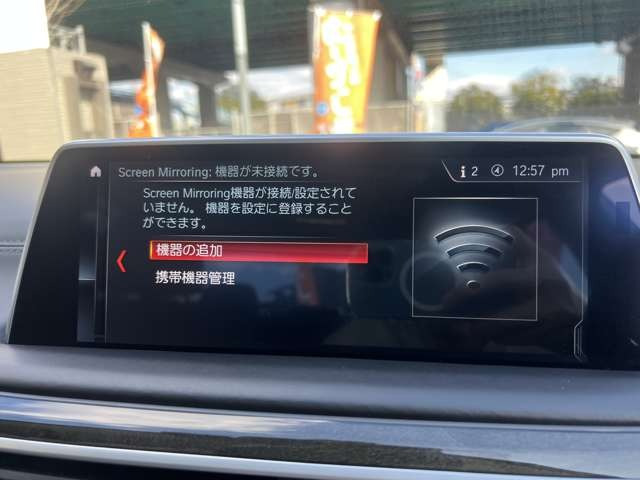 Screen Mirroring: 機器が未接続です。
i 2
12:57 pm
Screen Mirroring機器が接続/設定されて
いません。機器を設定に登録すること
ができます。
機器の追加
携帯機器管理